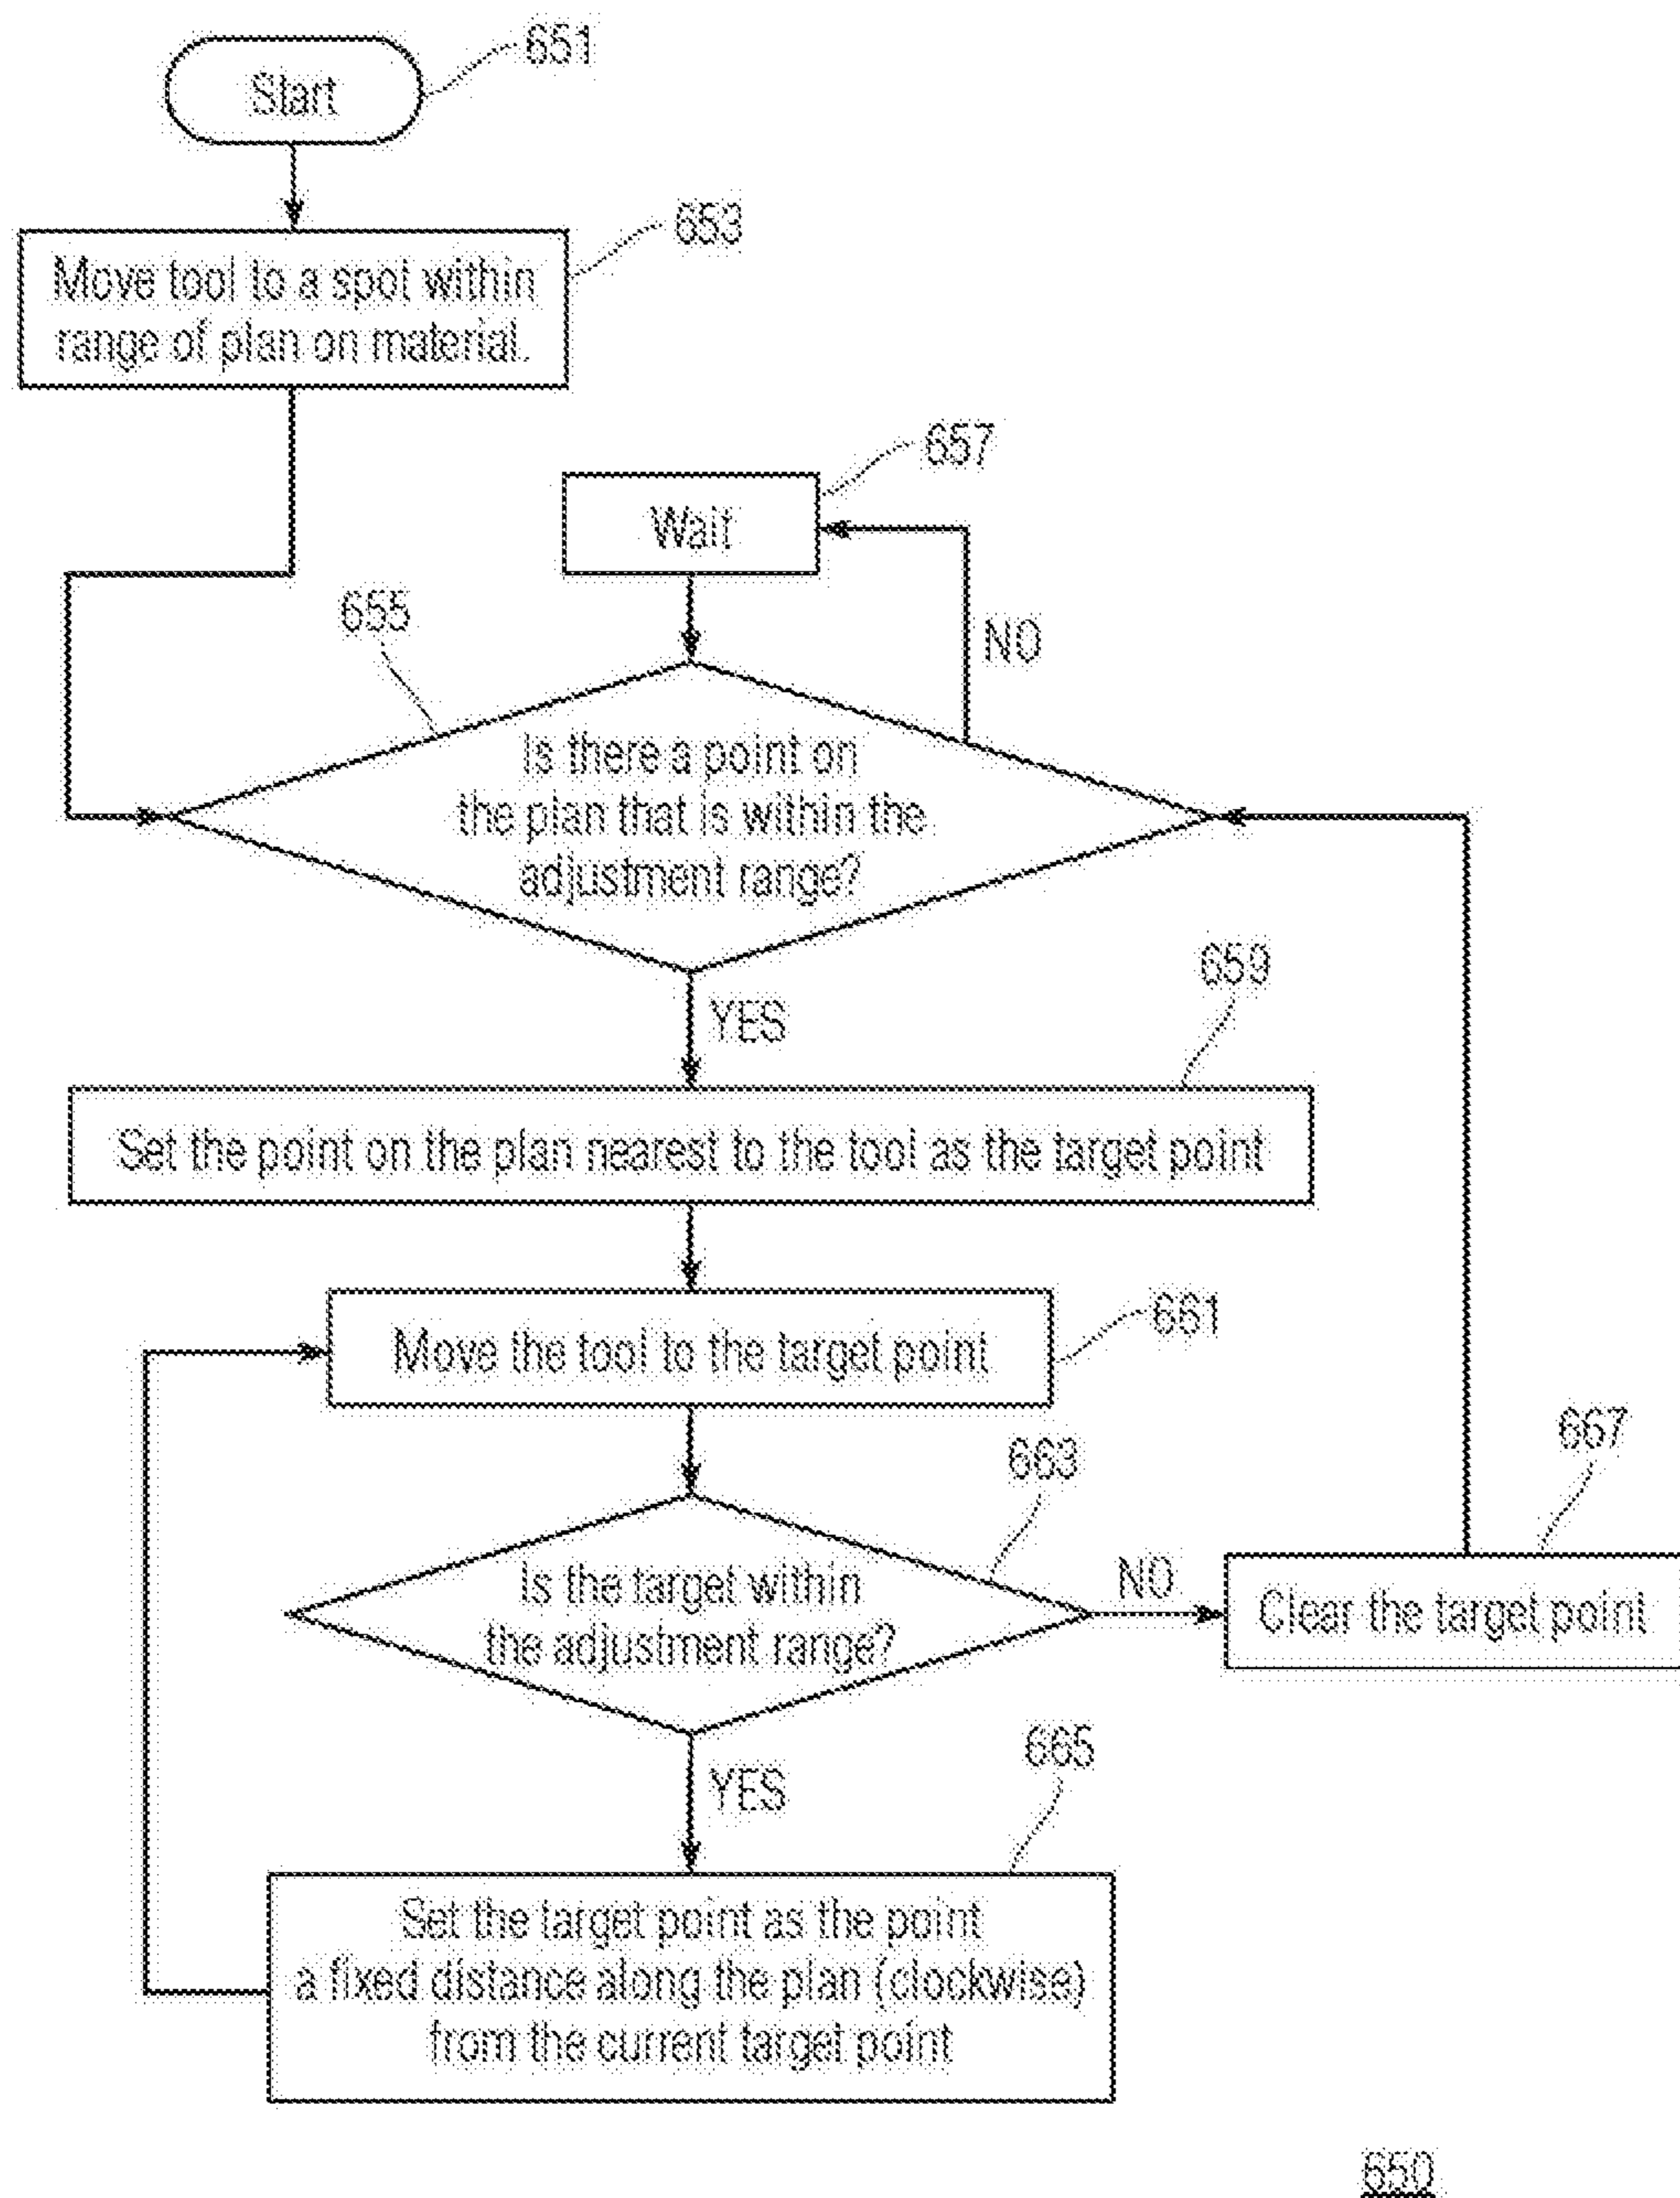 651
Start
653
Move tool to a spot within
range of plan on material.
657
Wait
655
NO
Is there a point on
the plan that is within the
adjustment range?
659
YES
Set the point on the plan nearest to the tool as the target point
661
Move the tool to the target point
663
667
Is the target within
the adjustment range?
NO
Clear the target point
665
YES
Set the target point as the point
a fixed distance along the plan (clockwise)
from the current target point
650